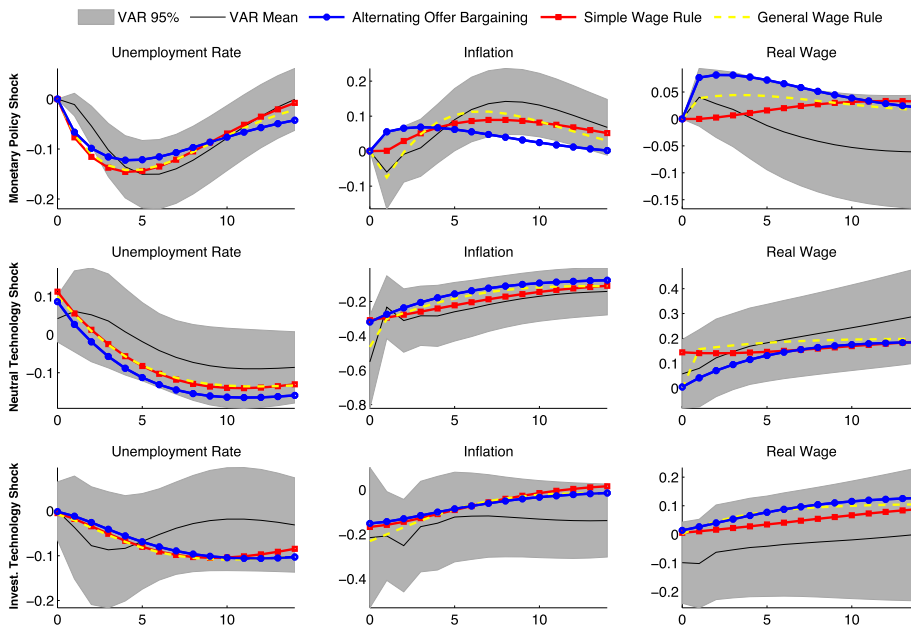 VAR 95% VAR Mean Alternating Offer Bargaining Simple Wage Rule General Wage Rule
Unemployment Rate Inflation Real Wage
Monetary Policy Shock
0 −0.1 −0.2
0 5 10
0.2 0.1 0 −0.1
0 5 10
0.05 0 −0.05 −0.1 −0.15
0 5 10
Unemployment Rate Inflation Real Wage
Neutral Technology Shock
0.1 0 −0.1
0 5 10
−0.2 −0.4 −0.6 −0.8
0 5 10
0.4 0.3 0.2 0.1 0
0 5 10
Unemployment Rate Inflation Real Wage
Invest. Technology Shock
0 −0.1 −0.2
0 5 10
0 −0.2 −0.4
0 5 10
0.2 0.1 0 −0.1 −0.2
0 5 10